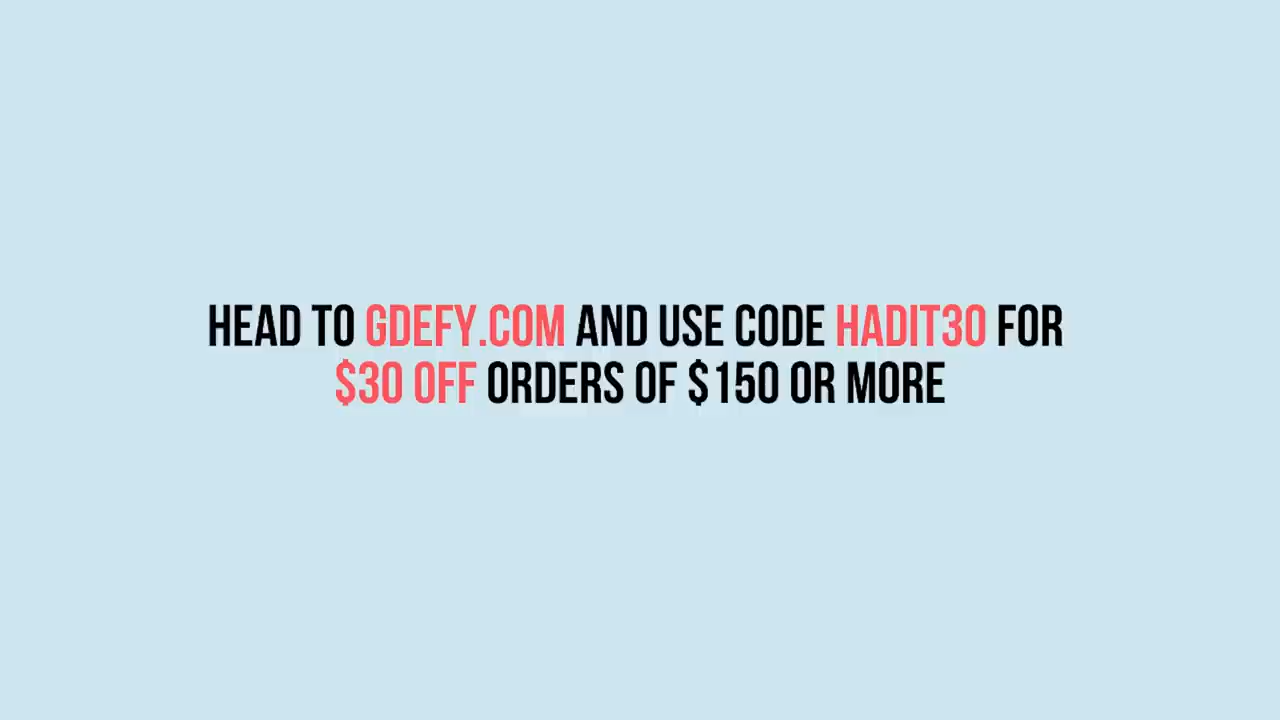 HEAD TO GDEFY.COM AND USE CODE HADIT30 FOR
$30 OFF ORDERS OF $150 OR MORE